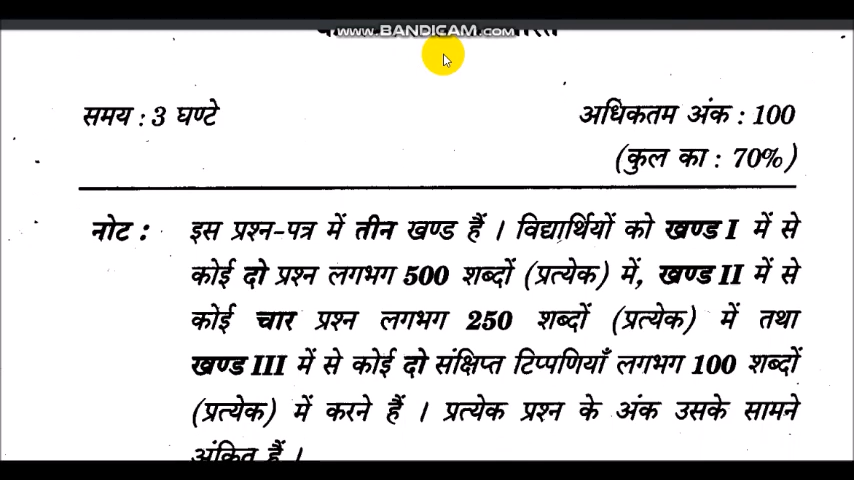 www.BANDICAM.com
समय : 3 घण्टे
अधिकतम अंक : 100
(कुल का : 70%)
नोट : इस प्रश्न-पत्र में तीन खण्ड हैं । विद्यार्थियों को खण्ड I में से
कोई दो प्रश्न लगभग 500 शब्दों (प्रत्येक) में, खण्ड II में से
कोई चार प्रश्न लगभग 250 शब्दों (प्रत्येक) में तथा
खण्ड III में से कोई दो संक्षिप्त टिप्पणियाँ लगभग 100 शब्दों
(प्रत्येक) में करने हैं । प्रत्येक प्रश्न के अंक उसके सामने
अंकित हैं ।